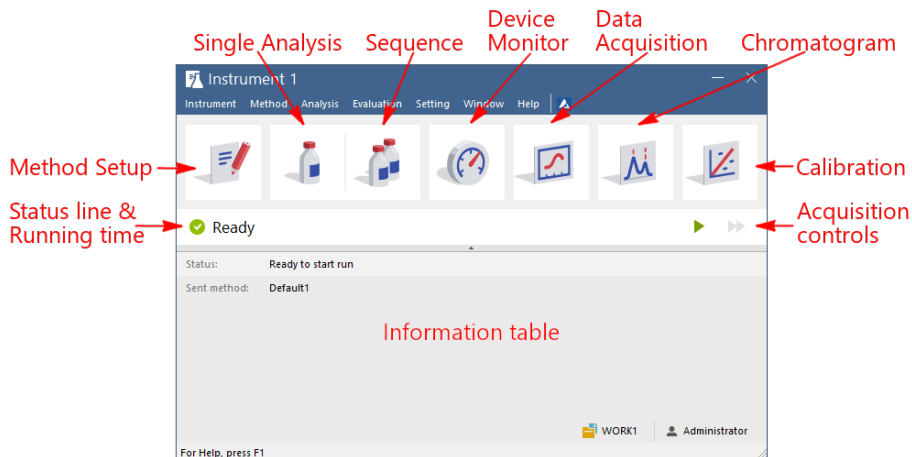 Device
Data
Single Analysis
Sequence
Monitor
Acquisition
Chromatogram
Instrument 1
Instrument Method Analysis Evaluation Setting Window Help
Method Setup
Calibration
Status line &
Running time
Ready
Acquisition
controls
Status: Ready to start run
Sent method: Default1
Information table
WORK1 Administrator
For Help, press F1